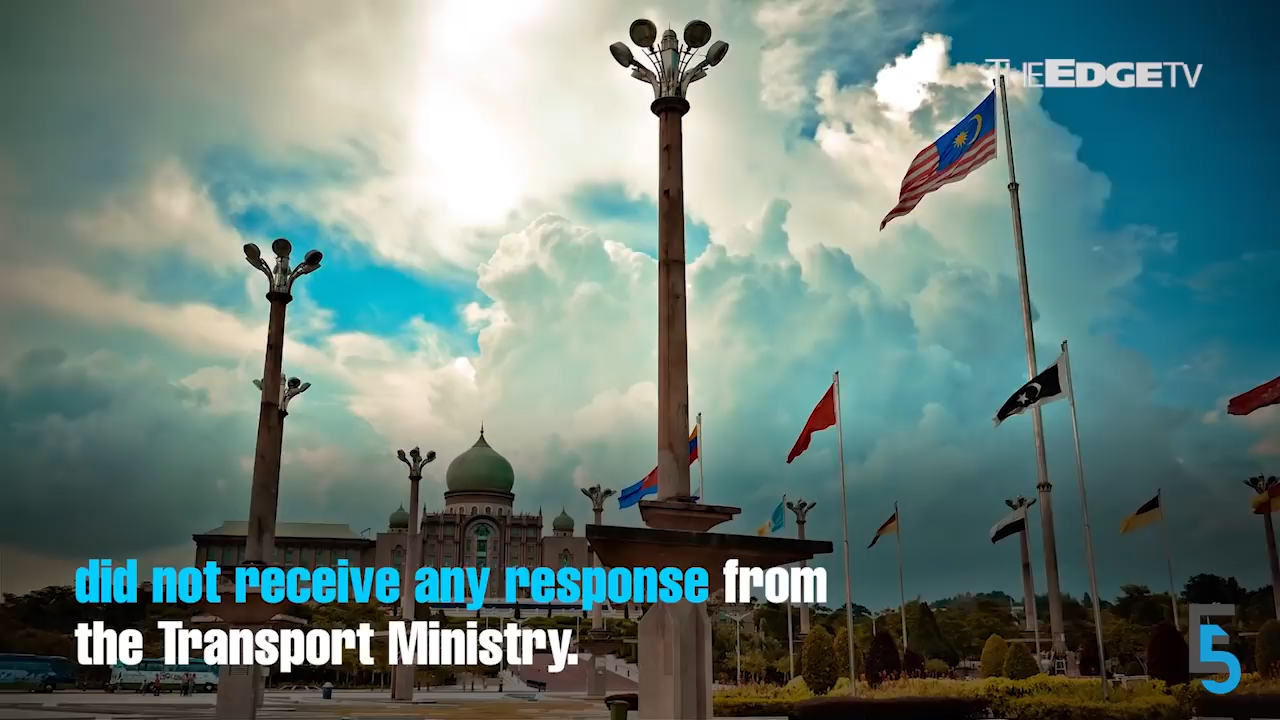 THEEDGETV
did not receive any response from
the Transport Ministry.
5